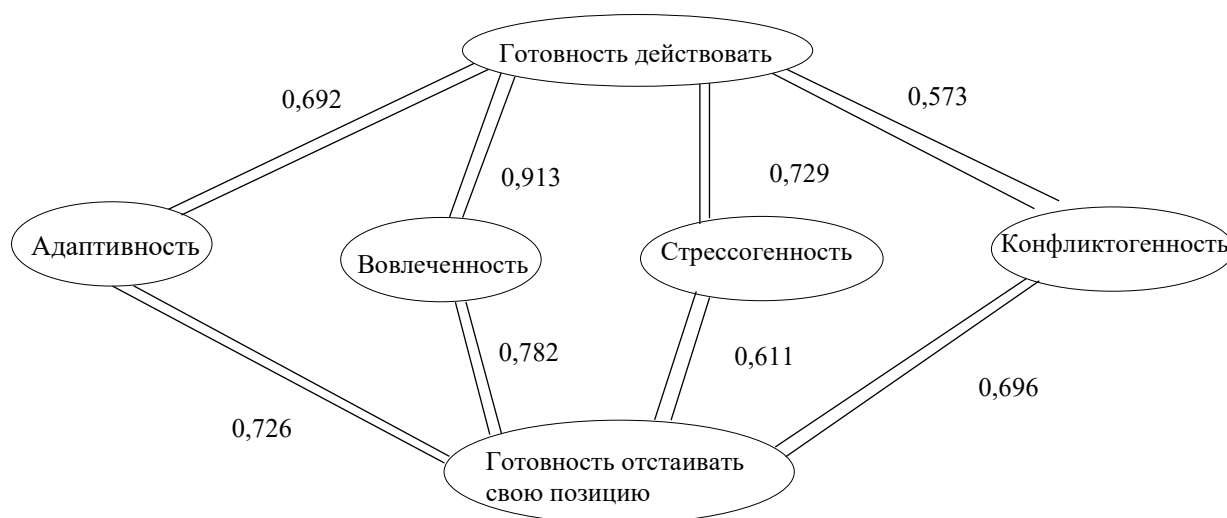 Готовность действовать
0,692
0,573
0,913
0,729
Адаптивность
Вовлеченность
Стрессогенность
Конфликтогенность
0,782
0,611
0,696
0,726
Готовность отстаивать
свою позицию